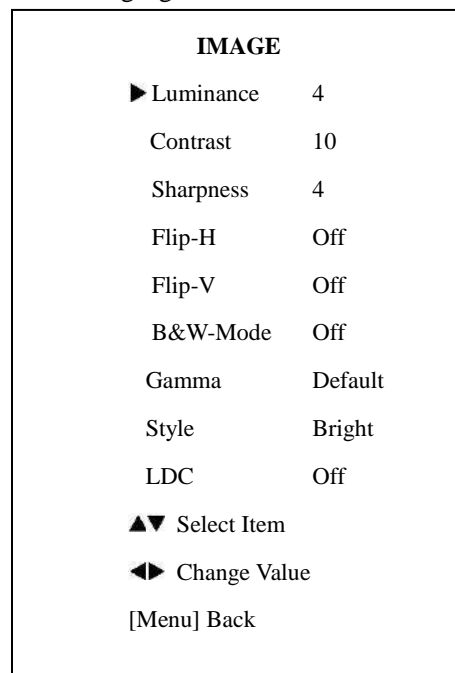 IMAGE
▶Luminance 4
Contrast 10
Sharpness 4
Flip-H Off
Flip-V Off
B&W-Mode Off
Gamma Default
Style Bright
LDC Off
▲▼ Select Item
◀▶ Change Value
[Menu] Back